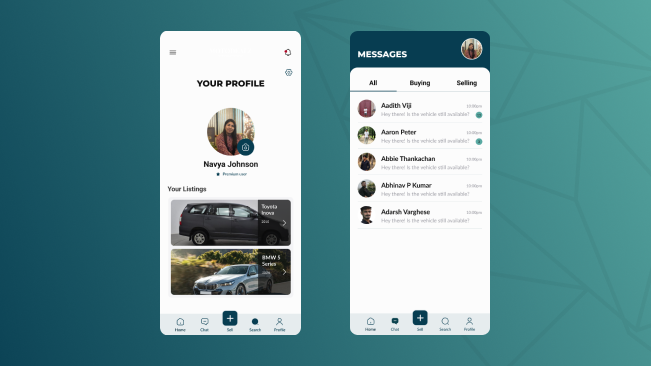 YOUR PROFILE
Navya Johnson
Premium user
Your Listings
Toyota
Inova
2021
BMW 5
Series
Home
Chat
Sell
Search
Profile
MESSAGES
All
Buying
Selling
Aadith Viji
10:00pm
Hey there! Is the vehicle still available?
Aaron Peter
10:00pm
Hey there! Is the vehicle still available?
Abbie Thankachan
10:00pm
Hey there! Is the vehicle still available?
Abhinav P Kumar
10:00pm
Hey there! Is the vehicle still available?
Adarsh Varghese
10:00pm
Hey there! Is the vehicle still available?
Home
Chat
Sell
Search
Profile